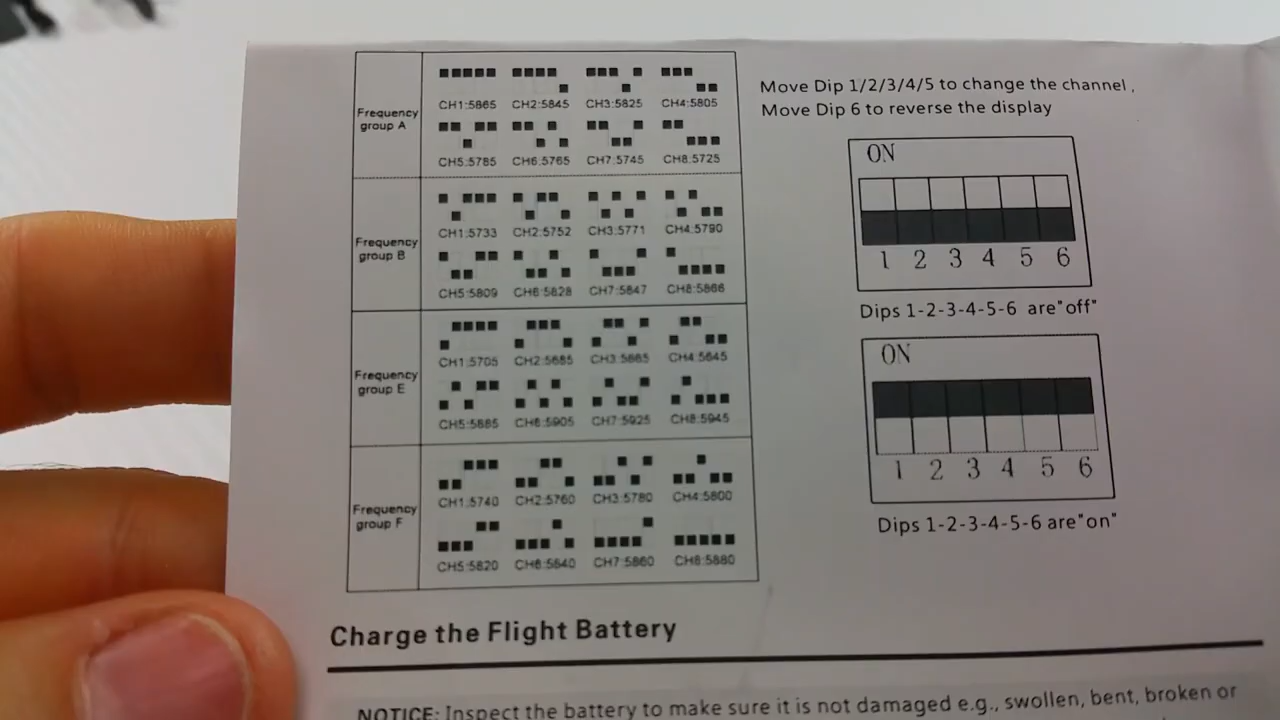 Frequency
group A
CH1:5865 CH2:5845 CH3:5825 CH4:5805
CH5:5785 CH6:5765 CH7:5745 CH8:5725
Frequency
group B
CH1:5733 CH2:5752 CH3:5771 CH4:5790
CH5:5809 CH6:5828 CH7:5847 CH8:5866
Frequency
group E
CH1:5705 CH2:5685 CH3:5665 CH4:5645
CH5:5885 CH6:5905 CH7:5925 CH8:5945
Frequency
group F
CH1:5740 CH2:5760 CH3:5780 CH4:5800
CH5:5820 CH6:5840 CH7:5860 CH8:5880
Move Dip 1/2/3/4/5 to change the channel,
Move Dip 6 to reverse the display
ON
1 2 3 4 5 6
Dips 1-2-3-4-5-6 are"off"
ON
1 2 3 4 5 6
Dips 1-2-3-4-5-6 are"on"
Charge the Flight Battery
NOTICE: Inspect the battery to make sure it is not damaged e.g., swollen, bent, broken or